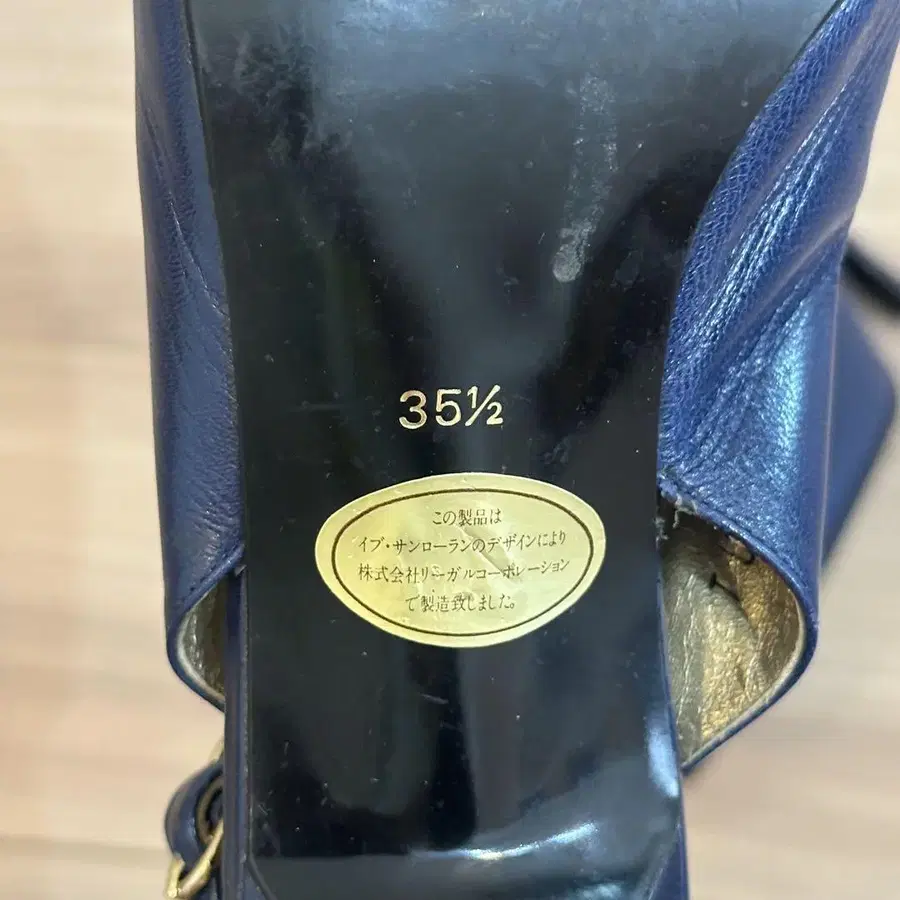 35½
この製品は
イブ・サンローランのデザインにより
株式会社リーガルコーポレーション
で製造致しました。